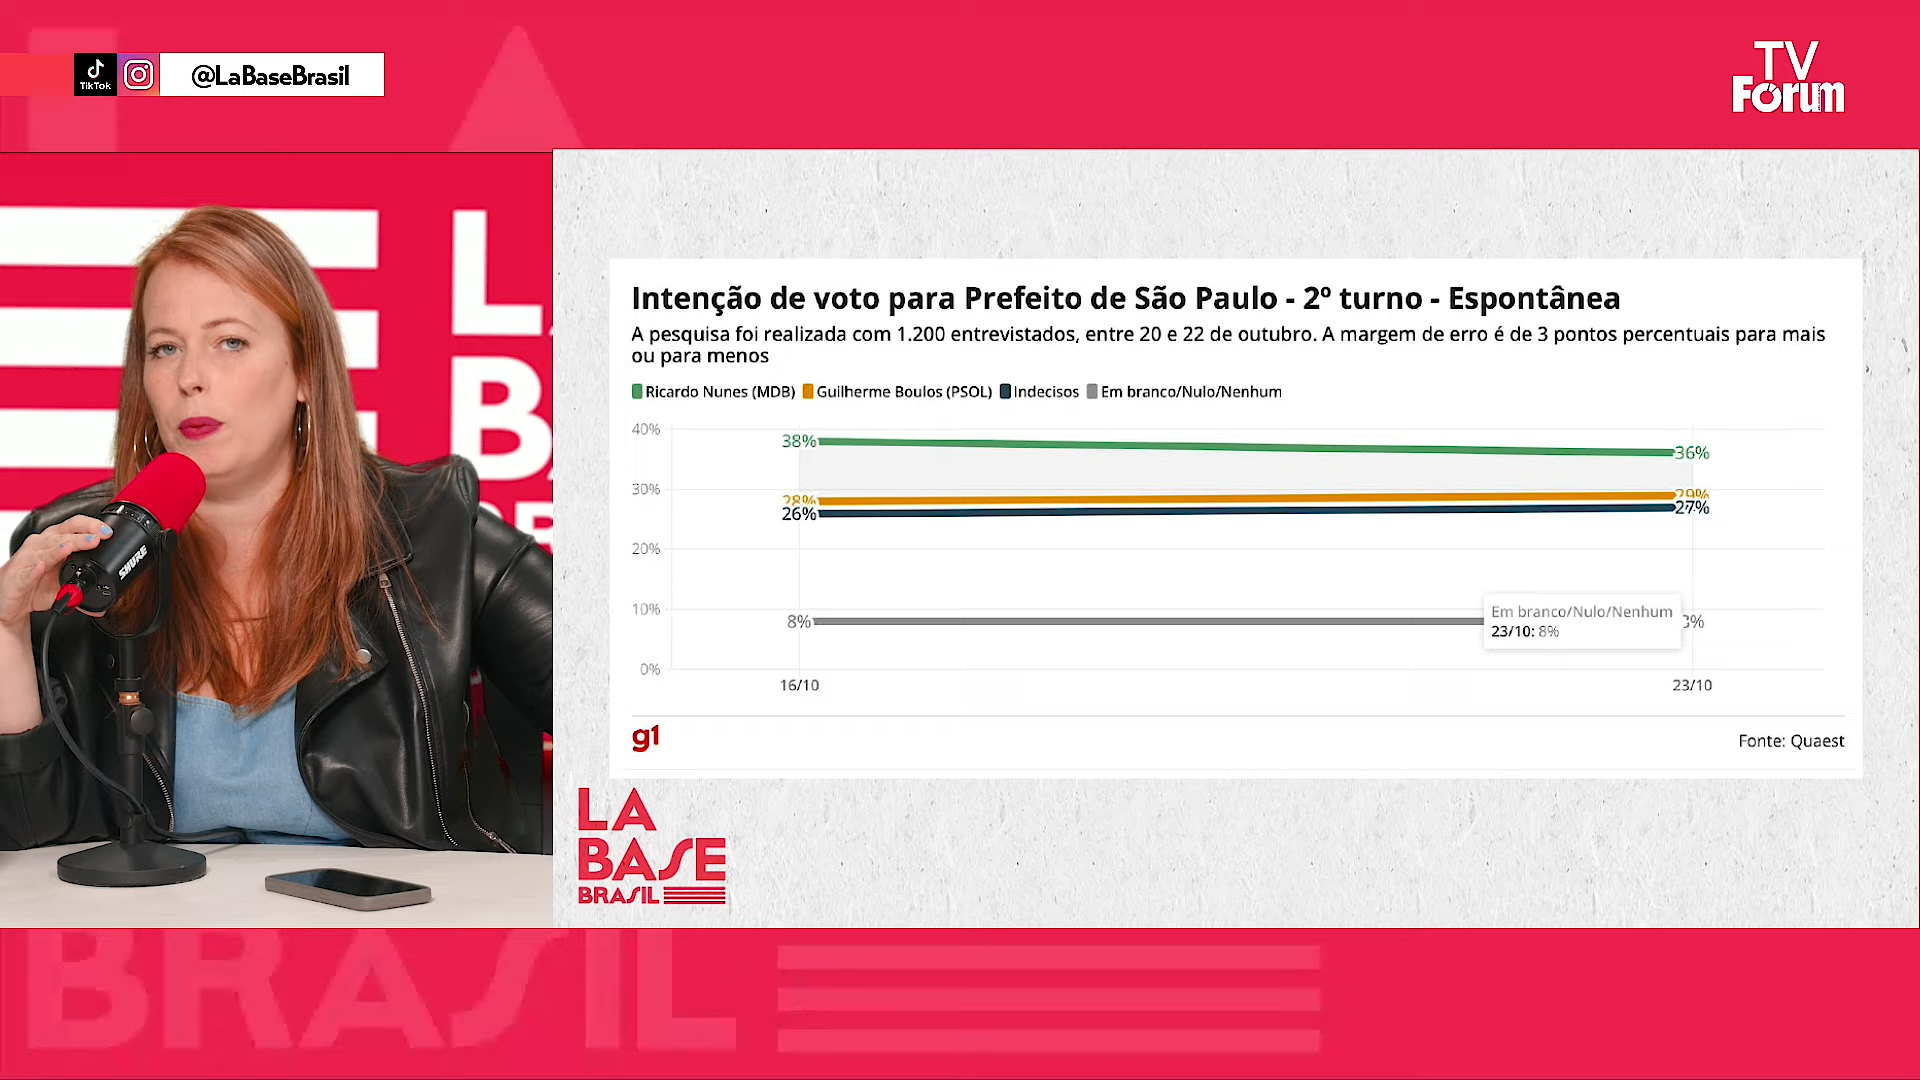 TikTok
@LaBaseBrasil
TV
Fórum
L
B
SHURE
Intenção de voto para Prefeito de São Paulo - 2º turno - Espontânea
A pesquisa foi realizada com 1.200 entrevistados, entre 20 e 22 de outubro. A margem de erro é de 3 pontos percentuais para mais
ou para menos
Ricardo Nunes (MDB) Guilherme Boulos (PSOL) Indecisos Em branco/Nulo/Nenhum
40%
38%
36%
30%
28%
29%
26%
27%
20%
10%
Em branco/Nulo/Nenhum
8%
23/10: 8%
0%
16/10
23/10
g1
Fonte: Quaest
LA
BASE
BRASIL
BRASIL